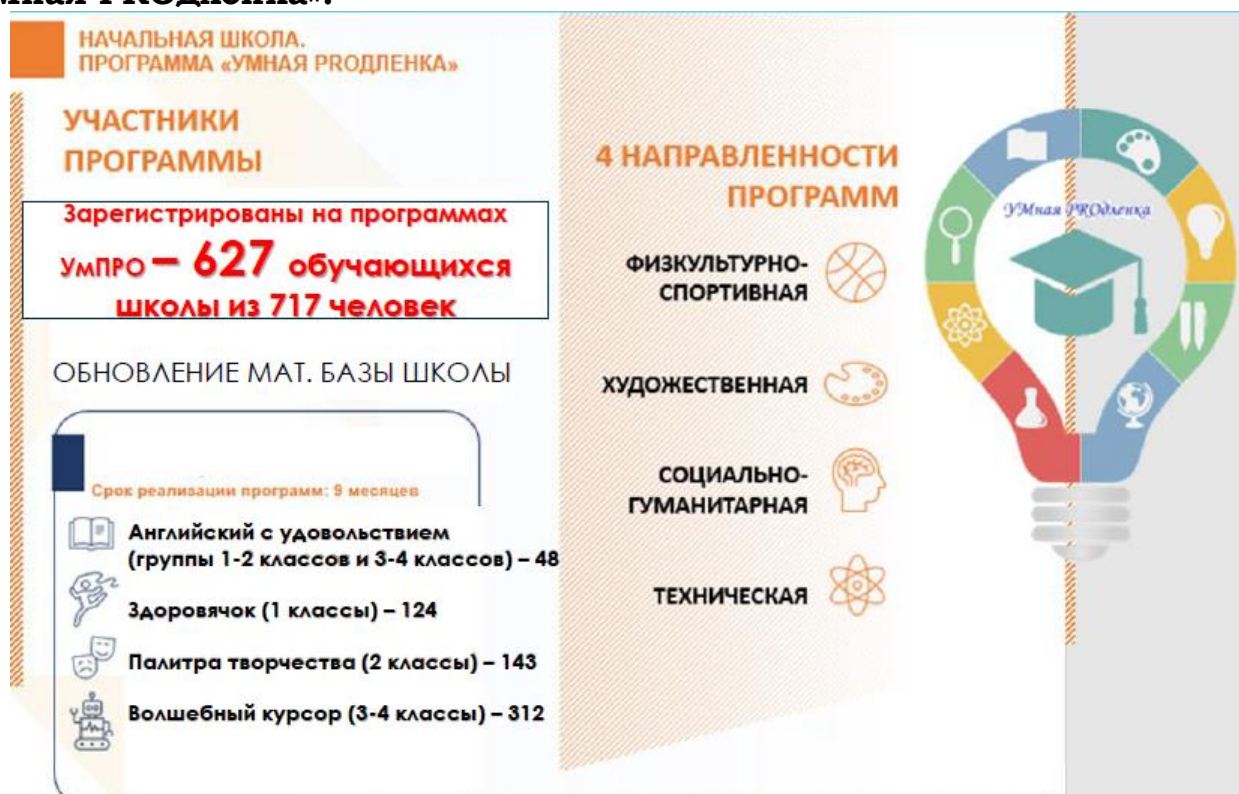 НАЧАЛЬНАЯ ШКОЛА.
ПРОГРАММА «УМНАЯ PROДЛЕНКА»
УЧАСТНИКИ
ПРОГРАММЫ
Зарегистрированы на программах
УмПРО – 627 обучающихся
школы из 717 человек
ОБНОВЛЕНИЕ МАТ. БАЗЫ ШКОЛЫ
Срок реализации программ: 9 месяцев
Английский с удовольствием
(группы 1-2 классов и 3-4 классов) – 48
Здоровячок (1 классы) – 124
Палитра творчества (2 классы) – 143
Волшебный курсор (3-4 классы) – 312
4 НАПРАВЛЕННОСТИ
ПРОГРАММ
ФИЗКУЛЬТУРНО-
СПОРТИВНАЯ
ХУДОЖЕСТВЕННАЯ
СОЦИАЛЬНО-
ГУМАНИТАРНАЯ
ТЕХНИЧЕСКАЯ
УМная PROдленка